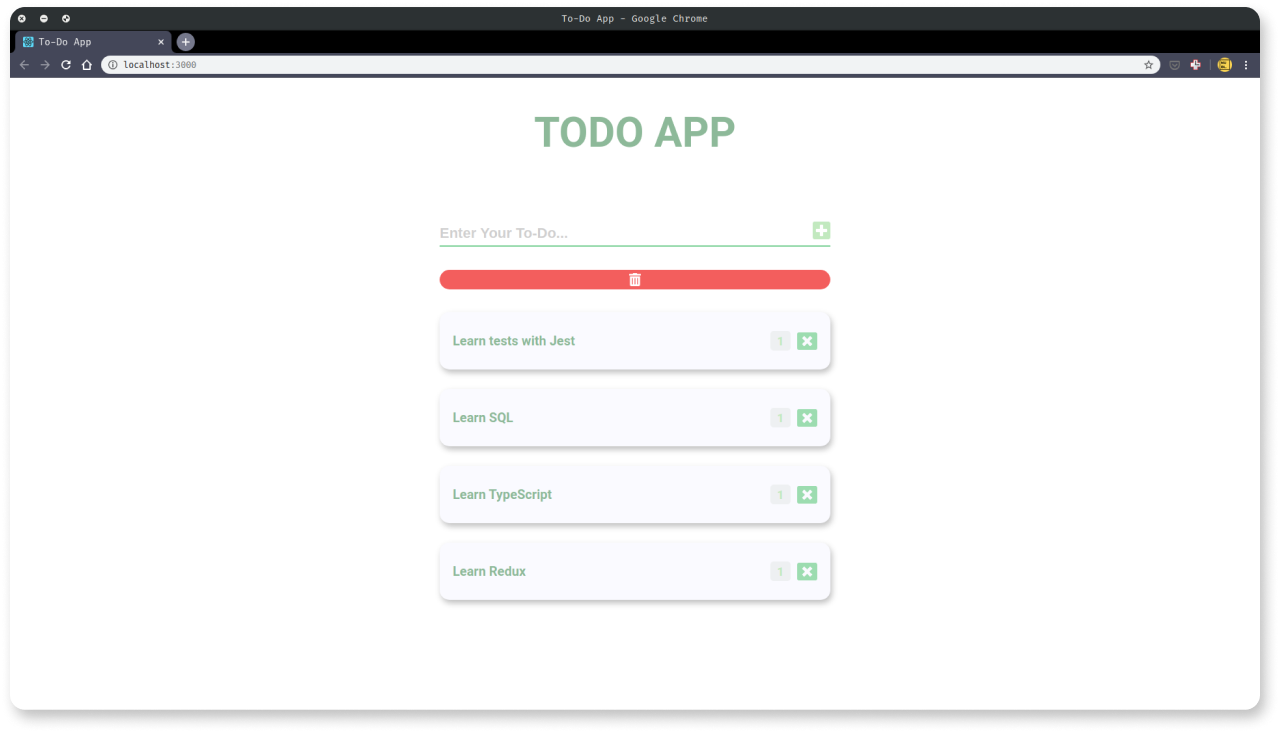 To-Do App - Google Chrome
To-Do App
localhost:3000
TODO APP
Enter Your To-Do...
Learn tests with Jest 1
Learn SQL 1
Learn TypeScript 1
Learn Redux 1